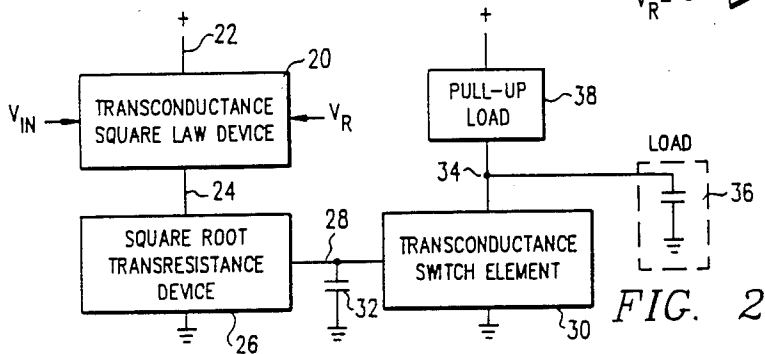 V_R-
+
+
22
20
TRANSCONDUCTANCE
SQUARE LAW DEVICE
V_IN
V_R
PULL-UP
LOAD
38
LOAD
34
36
24
28
SQUARE ROOT
TRANSRESISTANCE
DEVICE
TRANSCONDUCTANCE
SWITCH ELEMENT
32
26
30
FIG. 2